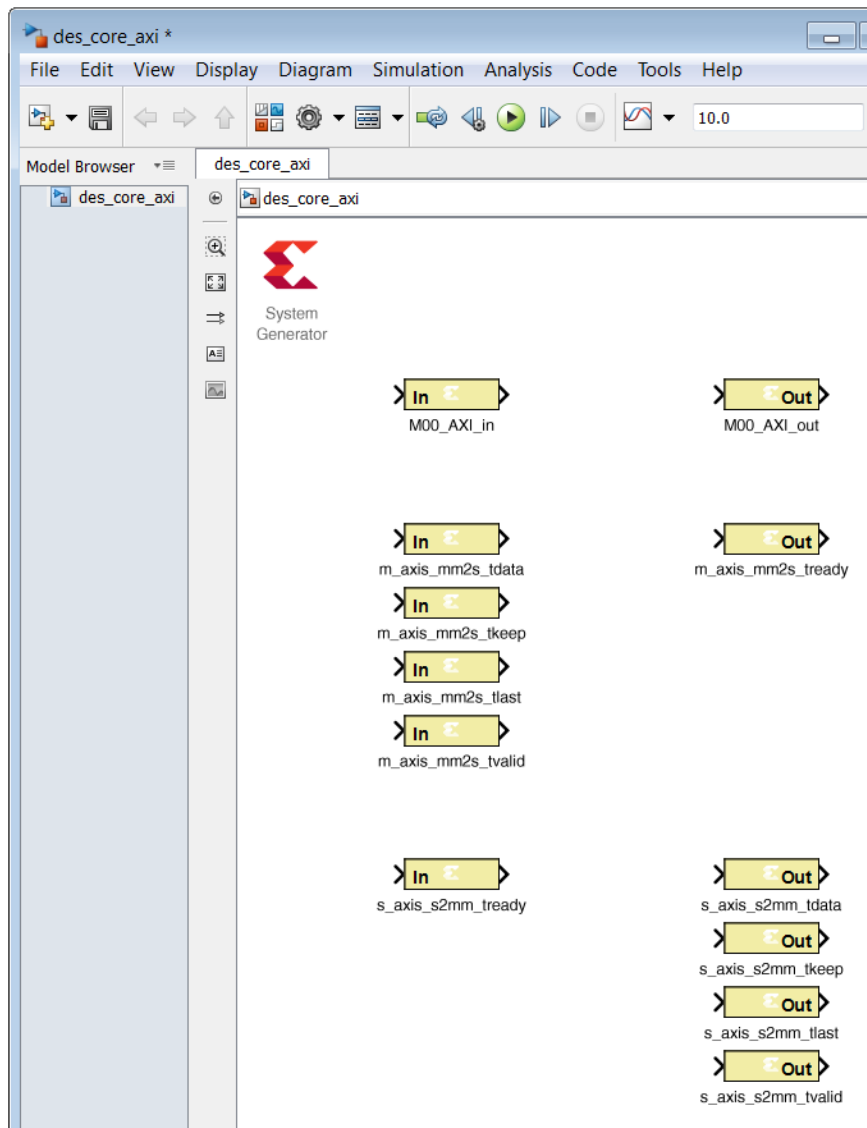 des_core_axi *
File Edit View Display Diagram Simulation Analysis Code Tools Help
10.0
Model Browser
des_core_axi
des_core_axi
des_core_axi
System
Generator
In
M00_AXI_in
Out
M00_AXI_out
In
m_axis_mm2s_tdata
Out
m_axis_mm2s_tready
In
m_axis_mm2s_tkeep
In
m_axis_mm2s_tlast
In
m_axis_mm2s_tvalid
In
s_axis_s2mm_tready
Out
s_axis_s2mm_tdata
Out
s_axis_s2mm_tkeep
Out
s_axis_s2mm_tlast
Out
s_axis_s2mm_tvalid